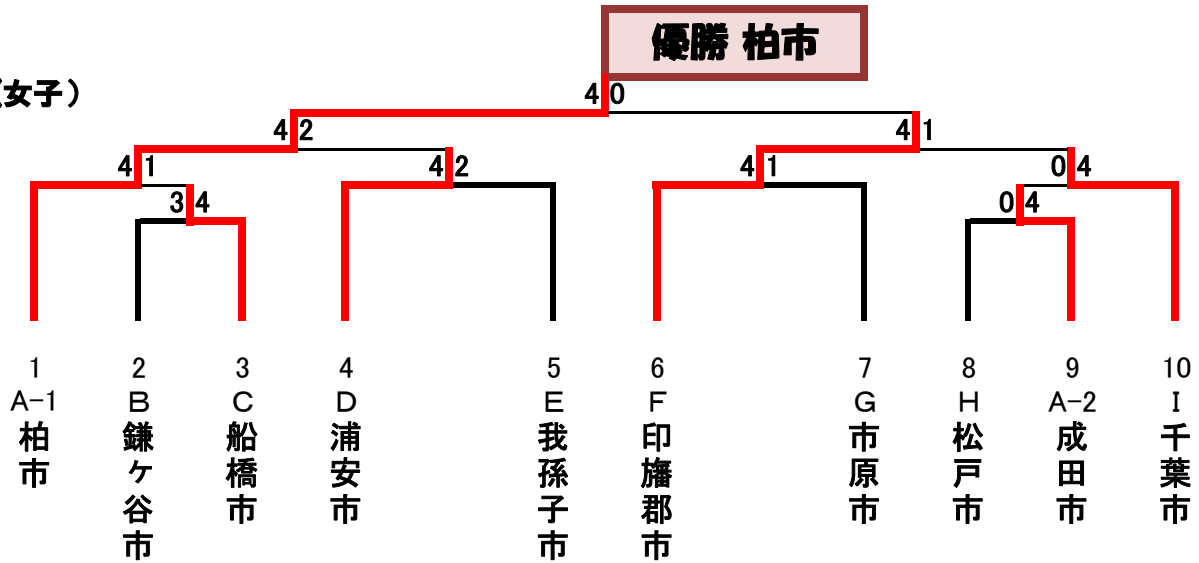 優勝 柏市
（女子）
4 0
4 2
4 1
4 1
4 2
4 1
0 4
3 4
0 4
1 2 3 4 5 6 7 8 9 10
A-1 B C D E F G H A-2 I
柏市
鎌ヶ谷市
船橋市
浦安市
我孫子市
印旛郡市
市原市
松戸市
成田市
千葉市